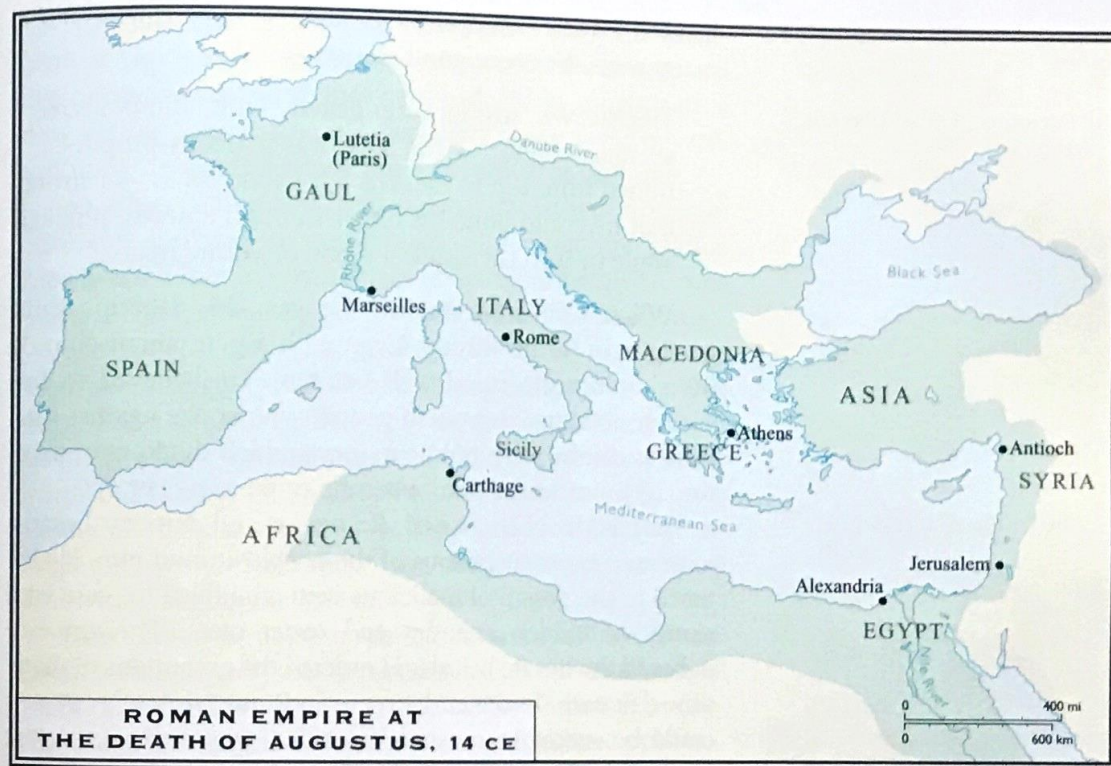 Lutetia
(Paris)
GAUL
Danube River
Rhône River
Black Sea
Marseilles
ITALY
Rome
SPAIN
MACEDONIA
ASIA
Sicily
Athens
GREECE
Antioch
SYRIA
Carthage
AFRICA
Mediterranean Sea
Jerusalem
Alexandria
EGYPT
Nile River
0 400 mi
0 600 km
ROMAN EMPIRE AT
THE DEATH OF AUGUSTUS, 14 CE